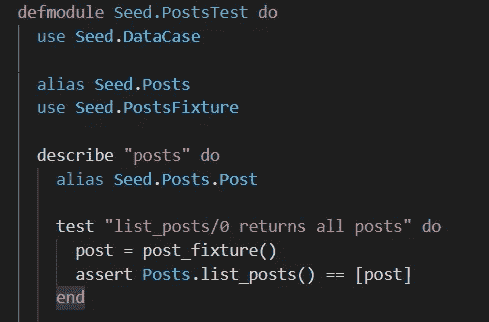 defmodule Seed.PostsTest do
use Seed.DataCase
alias Seed.Posts
use Seed.PostsFixture
describe "posts" do
alias Seed.Posts.Post
test "list_posts/0 returns all posts" do
post = post_fixture()
assert Posts.list_posts() == [post]
end